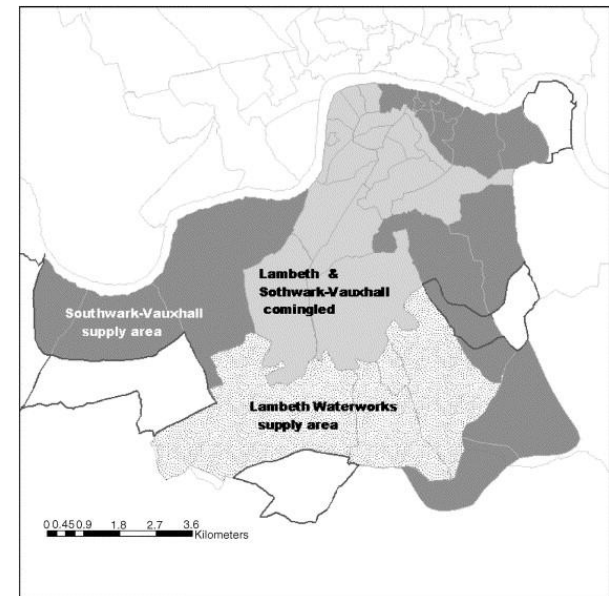 Lambeth &
Sothwark-Vauxhall
comingled
Southwark-Vauxhall
supply area
Lambeth Waterworks
supply area
0 0.45 0.9 1.8 2.7 3.6
Kilometers